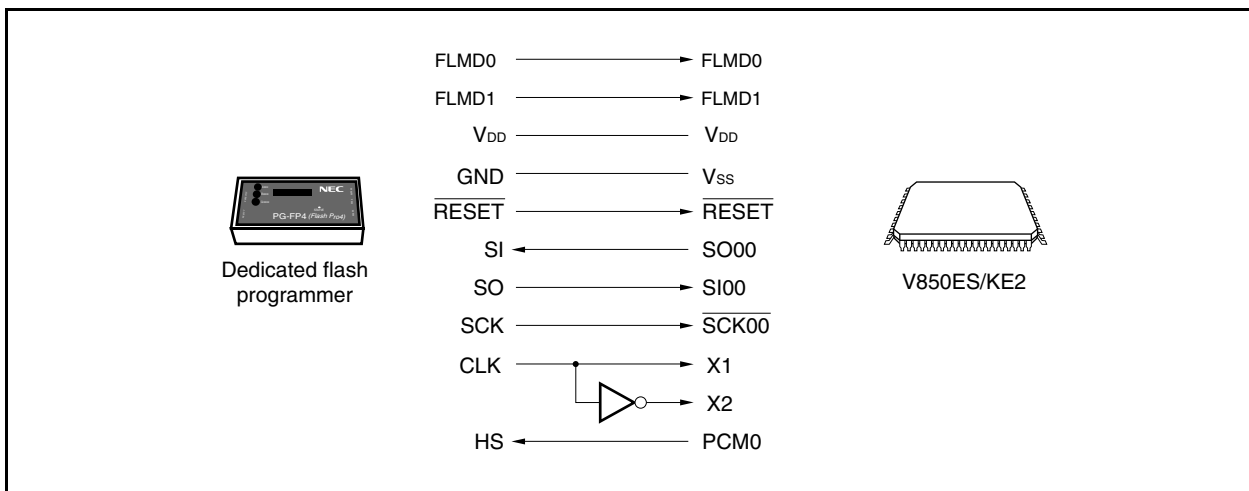 FLMD0 FLMD0
FLMD1 FLMD1
VDD VDD
GND VSS
RESET RESET
SI SO00
SO SI00
SCK SCK00
CLK X1
X2
HS PCM0
NEC
PG-FP4 (Flash Pro4)
Dedicated flash
programmer
V850ES/KE2